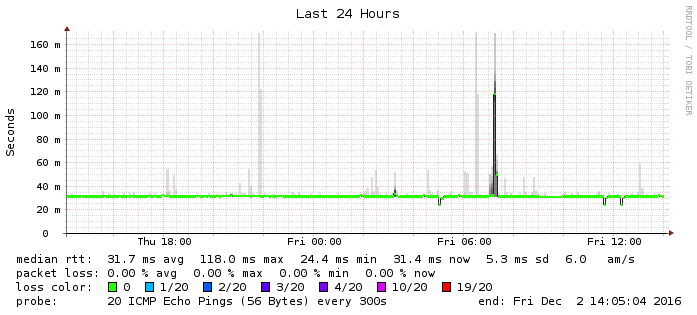 Last 24 Hours
RRDTOOL / TOBI OETIKER
Seconds
160 m
140 m
120 m
100 m
80 m
60 m
40 m
20 m
0
Thu 18:00 Fri 00:00 Fri 06:00 Fri 12:00
median rtt: 31.7 ms avg 118.0 ms max 24.4 ms min 31.4 ms now 5.3 ms sd 6.0 am/s
packet loss: 0.00 % avg 0.00 % max 0.00 % min 0.00 % now
loss color: 0 1/20 2/20 3/20 4/20 10/20 19/20
probe: 20 ICMP Echo Pings (56 Bytes) every 300s end: Fri Dec 2 14:05:04 2016